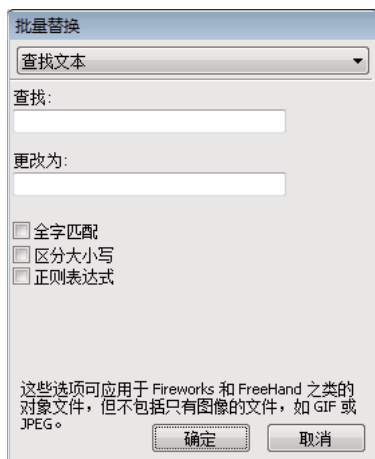 批量替换
查找文本
查找:
更改为:
全字匹配
区分大小写
正则表达式
这些选项可应用于 Fireworks 和 FreeHand 之类的
对象文件，但不包括只有图像的文件，如 GIF 或
JPEG。
确定 取消